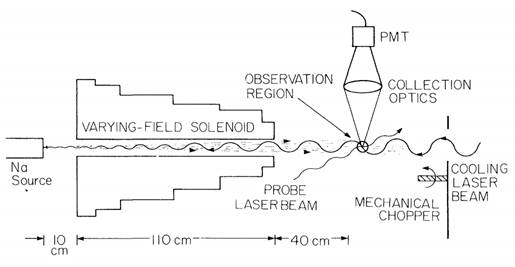 PMT
OBSERVATION
REGION
COLLECTION
OPTICS
VARYING-FIELD SOLENOID
Na
Source
PROBE
LASER BEAM
MECHANICAL
CHOPPER
COOLING
LASER
BEAM
10
cm
110 cm
40 cm